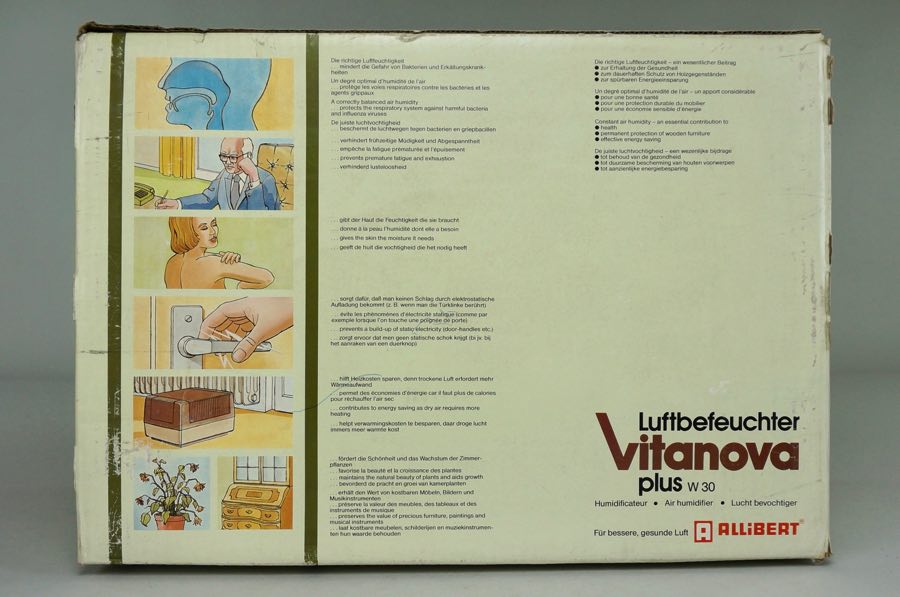 Die richtige Luftfeuchtigkeit
... mindert die Gefahr von Bakterien und Erkältungskrank-
heiten
Un degré optimal d'humidité de l'air
... protège les voies respiratoires contre les bactéries et les
agents grippaux
A correctly balanced air humidity
... protects the respiratory system against harmful bacteria
and influenza viruses
De juiste luchtvochtigheid
... beschermt de luchtwegen tegen bacterien en griepbacillen
... verhindert frühzeitige Müdigkeit und Abgespanntheit
... empêche la fatigue prématurée et l'épuisement
... prevents premature fatigue and exhaustion
... verhinderd lusteloosheid
... gibt der Haut die Feuchtigkeit die sie braucht
... donne à la peau l'humidité dont elle a besoin
... gives the skin the moisture it needs
... geeft de huid die vochtigheid die het nodig heeft
... sorgt dafür, daß man keinen Schlag durch elektrostatische
Aufladung bekommt (z. B. wenn man die Türklinke berührt)
... évite les phénomènes d'électricité statique (comme par
exemple lorsque l'on touche une poignée de porte)
... prevents a build-up of static electricity (door-handles etc.)
... zorgt ervoor dat men geen statische schok krijgt (bi jv. bij
het aanraken van een duerknop)
... hilft Heizkosten sparen, denn trockene Luft erfordert mehr
Wärmeaufwand
... permet des économies d'énergie car il faut plus de calories
pour réchauffer l'air sec
... contributes to energy saving as dry air requires more
heating
... helpt verwarmingskosten te besparen, daar droge lucht
immers meer warmte kost
... fördert die Schönheit und das Wachstum der Zimmer-
pflanzen
... favorise la beauté et la croissance des plantes
... maintains the natural beauty of plants and aids growth
... bevorderd de pracht en groei van kamerplanten
... erhält den Wert von kostbaren Möbeln, Bildern und
Musikinstrumenten
... préserve la valeur des meubles, des tableaux et des
instruments de musique
... preserves the value of precious furniture, paintings and
musical instruments
... laat kostbare meubelen, schilderijen en muziekinstrumen-
ten hun waarde behouden
Die richtige Luftfeuchtigkeit – ein wesentlicher Beitrag
● zur Erhaltung der Gesundheit
● zum dauerhaften Schutz von Holzgegenständen
● zur spürbaren Energieeinsparung
Un degré optimal d'humidité de l'air – un apport considérable
● pour une bonne santé
● pour une protection durable du mobilier
● pour une économie sensible d'énergie
Constant air humidity – an essential contribution to
● health
● permanent protection of wooden furniture
● effective energy saving
De juiste luchtvochtigheid – een wezenlijke bijdrage
● tot behoud van de gezondheid
● tot duurzame bescherming van houten voorwerpen
● tot aanzienlijke energiebesparing
Luftbefeuchter
Vitanova
plus W 30
Humidificateur ● Air humidifier ● Lucht bevochtiger
Für bessere, gesunde Luft ALLiBERT®